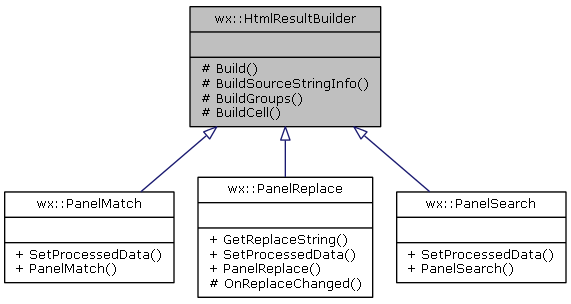 wx::HtmlResultBuilder
# Build()
# BuildSourceStringInfo()
# BuildGroups()
# BuildCell()
wx::PanelMatch
+ SetProcessedData()
+ PanelMatch()
wx::PanelReplace
+ GetReplaceString()
+ SetProcessedData()
+ PanelReplace()
# OnReplaceChanged()
wx::PanelSearch
+ SetProcessedData()
+ PanelSearch()